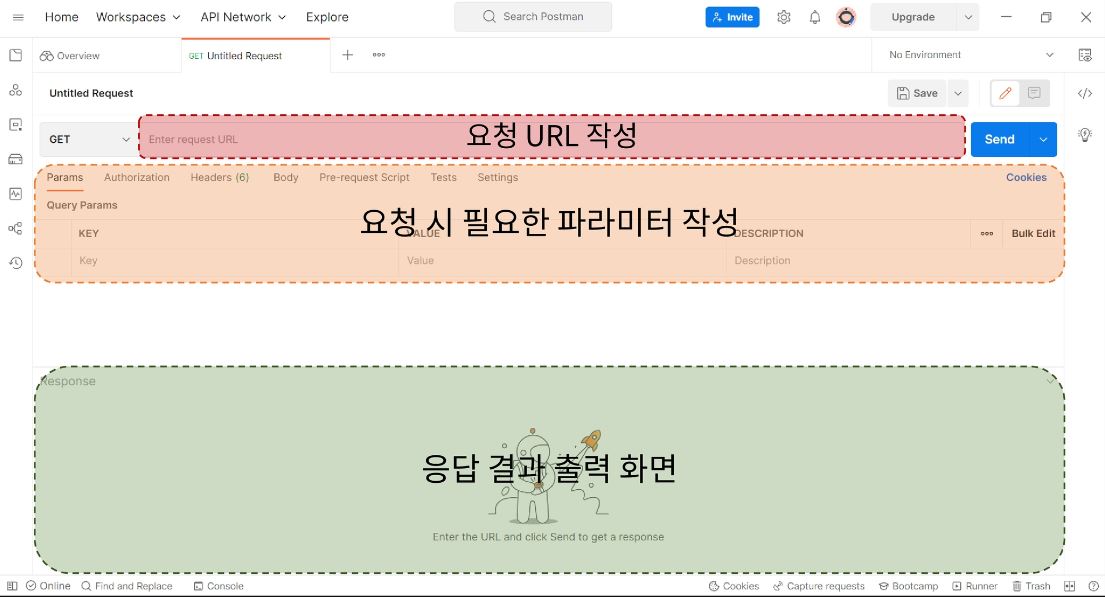 Home Workspaces API Network Explore Search Postman Invite Upgrade
Overview GET Untitled Request No Environment
Untitled Request Save
GET Enter request URL 요청 URL 작성 Send
Params Authorization Headers (6) Body Pre-request Script Tests Settings Cookies
Query Params
요청 시 필요한 파라미터 작성
KEY VALUE DESCRIPTION Bulk Edit
Key Value Description
Response
응답 결과 출력 화면
Enter the URL and click Send to get a response
Online Find and Replace Console Cookies Capture requests Bootcamp Runner Trash